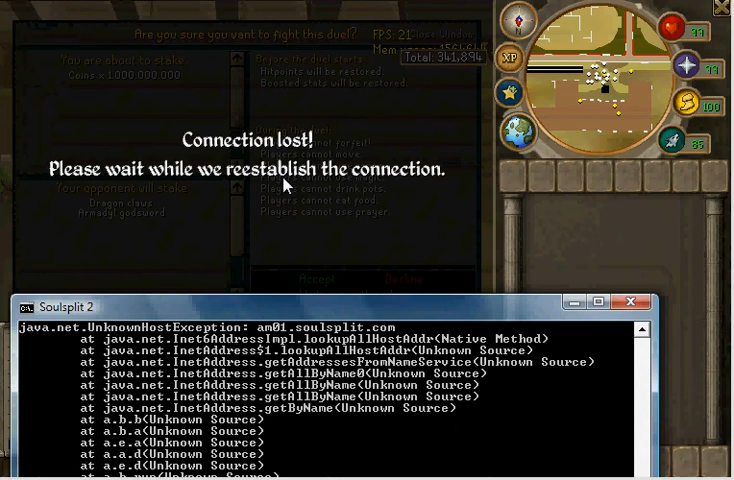 Are you sure you want to fight this duel?
FPS: 21
Close Window
Total: 341,894
You are about to stake:
Coins x 1,000,000,000
Before the duel starts:
Hitpoints will be restored.
Boosted stats will be restored.
99
99
XP
100
85
N
Connection lost!
Please wait while we reestablish the connection.
Players cannot move.
Your opponent will stake:
Dragon claws
Armadyl godsword
Players cannot drink pots.
Players cannot eat food.
Players cannot use prayer.
Accept
Decline
C:\
Soulsplit 2
java.net.UnknownHostException: am01.soulsplit.com
at java.net.Inet6AddressImpl.lookupAllHostAddr(Native Method)
at java.net.InetAddress$1.lookupAllHostAddr(Unknown Source)
at java.net.InetAddress.getAddressesFromNameService(Unknown Source)
at java.net.InetAddress.getAllByName0(Unknown Source)
at java.net.InetAddress.getAllByName(Unknown Source)
at java.net.InetAddress.getAllByName(Unknown Source)
at java.net.InetAddress.getByName(Unknown Source)
at a.b.b(Unknown Source)
at a.b.a(Unknown Source)
at a.e.a(Unknown Source)
at a.a.d(Unknown Source)
at a.e.d(Unknown Source)